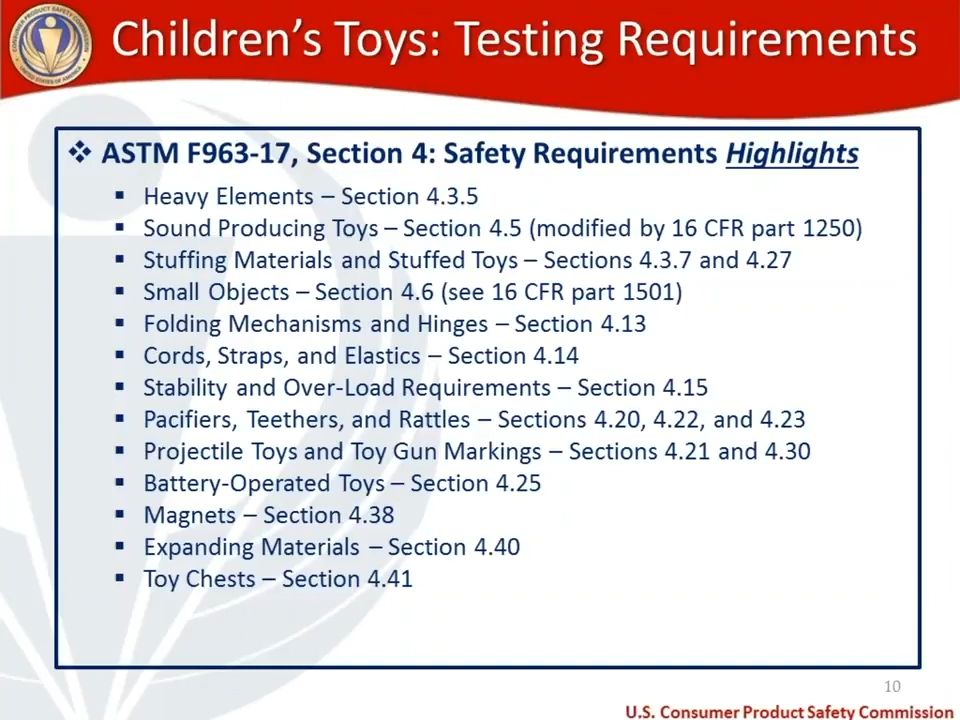 Children's Toys: Testing Requirements
❖ ASTM F963-17, Section 4: Safety Requirements Highlights
▪ Heavy Elements – Section 4.3.5
▪ Sound Producing Toys – Section 4.5 (modified by 16 CFR part 1250)
▪ Stuffing Materials and Stuffed Toys – Sections 4.3.7 and 4.27
▪ Small Objects – Section 4.6 (see 16 CFR part 1501)
▪ Folding Mechanisms and Hinges – Section 4.13
▪ Cords, Straps, and Elastics – Section 4.14
▪ Stability and Over-Load Requirements – Section 4.15
▪ Pacifiers, Teethers, and Rattles – Sections 4.20, 4.22, and 4.23
▪ Projectile Toys and Toy Gun Markings – Sections 4.21 and 4.30
▪ Battery-Operated Toys – Section 4.25
▪ Magnets – Section 4.38
▪ Expanding Materials – Section 4.40
▪ Toy Chests – Section 4.41
10
U.S. Consumer Product Safety Commission